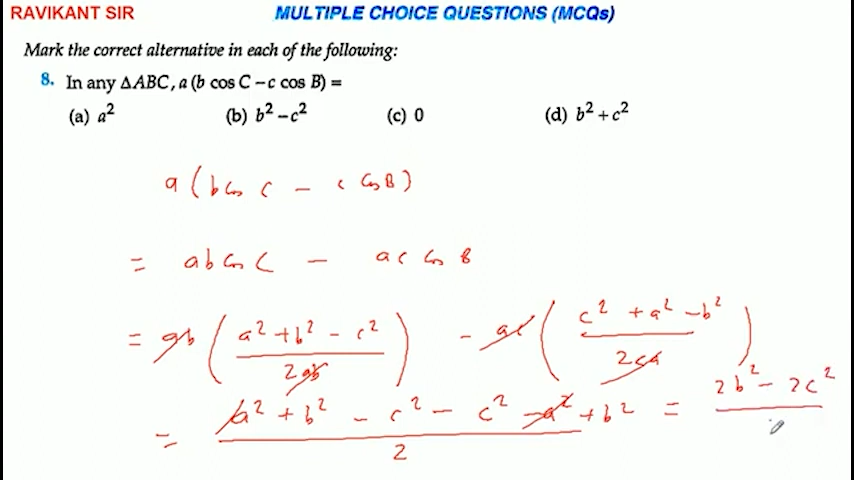 RAVIKANT SIR MULTIPLE CHOICE QUESTIONS (MCQs)
Mark the correct alternative in each of the following:
8. In any ΔABC, a (b cos C – c cos B) =
(a) a² (b) b² – c² (c) 0 (d) b² + c²
a (b cos C – c cos B)
= ab cos C – ac cos B
= ab ( (a² + b² – c²) / 2ab ) – ac ( (c² + a² – b²) / 2ca )
= (a² + b² – c² – c² – a² + b²) / 2 = (2b² – 2c²) /